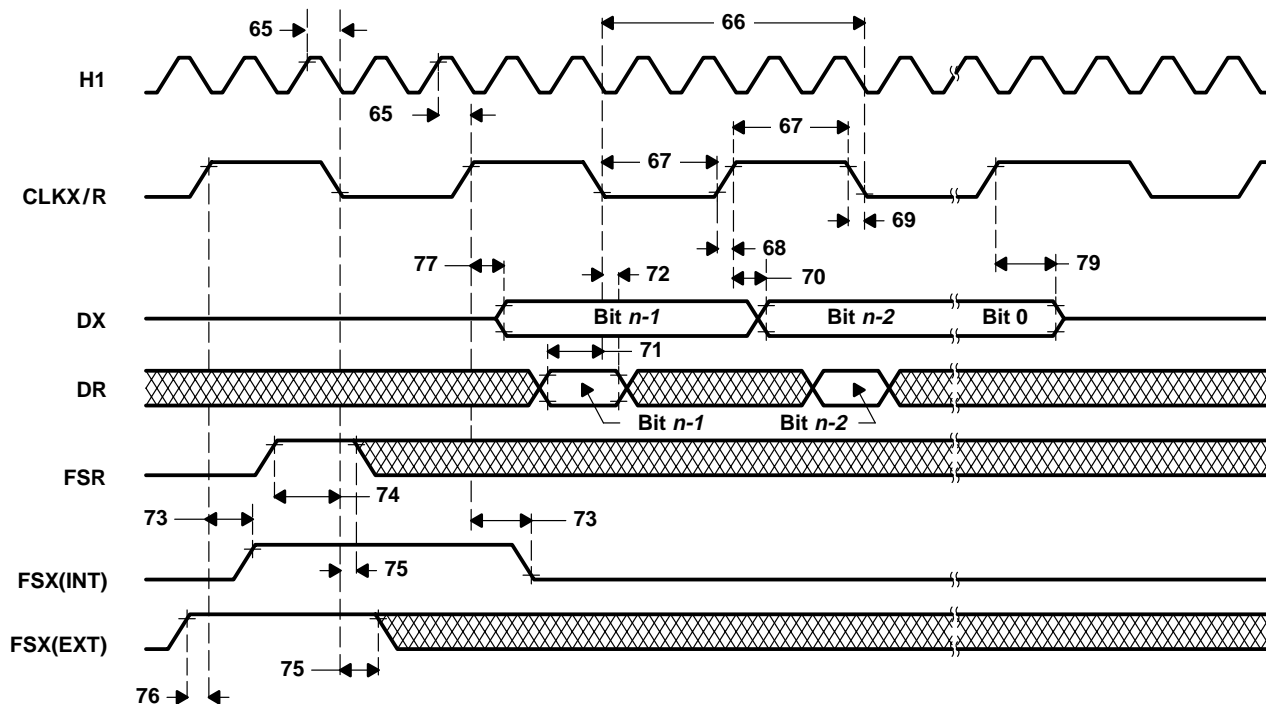 65
66
H1
65
67
67
CLKX/R
69
68
77
72
70
79
DX
Bit n-1
Bit n-2
Bit 0
71
DR
Bit n-1
Bit n-2
FSR
74
73
73
75
FSX(INT)
FSX(EXT)
75
76